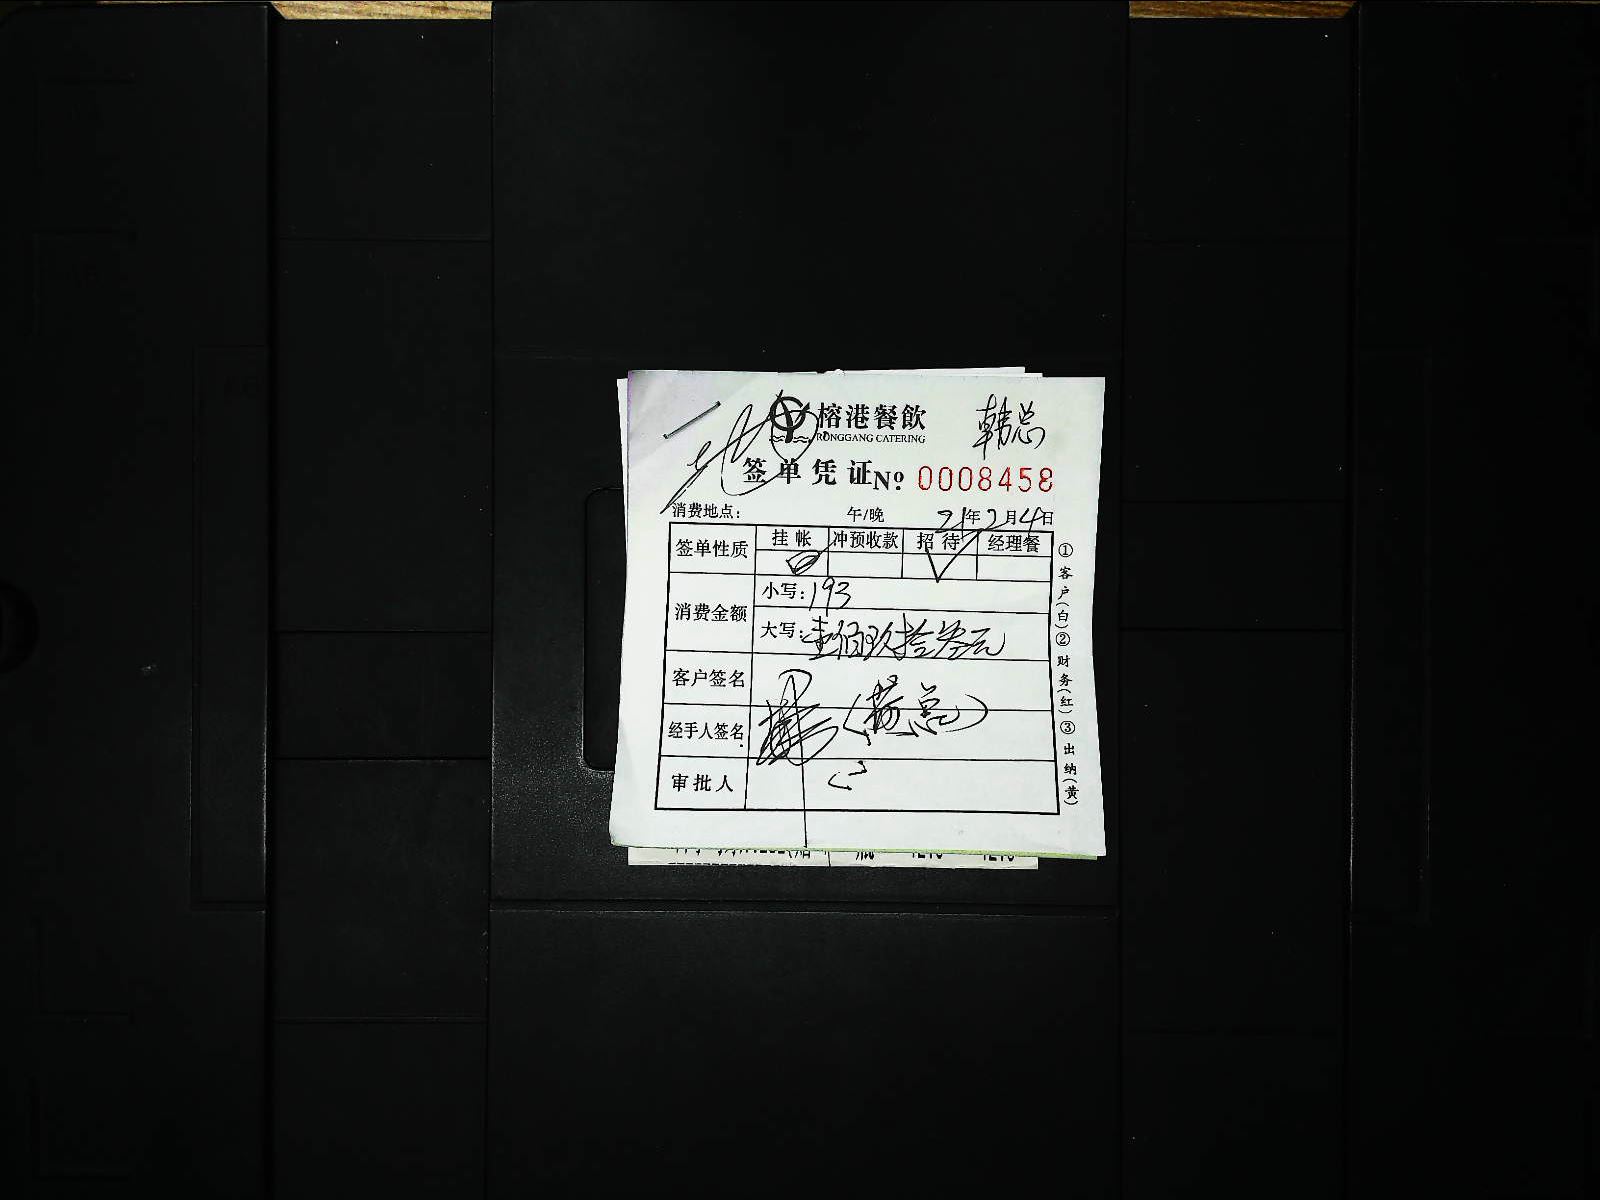 榕港餐飲
RONGGANG CATERING
韩总
签单凭证 No. 0008458
消费地点： 午/晚 21年2月4日
签单性质 挂帐 冲预收款 招待 经理餐
消费金额 小写：193
大写：壹佰玖拾叁元
客户签名
经手人签名 (杨总)
审批人
①客户(白)②财务(红)③出纳(黄)